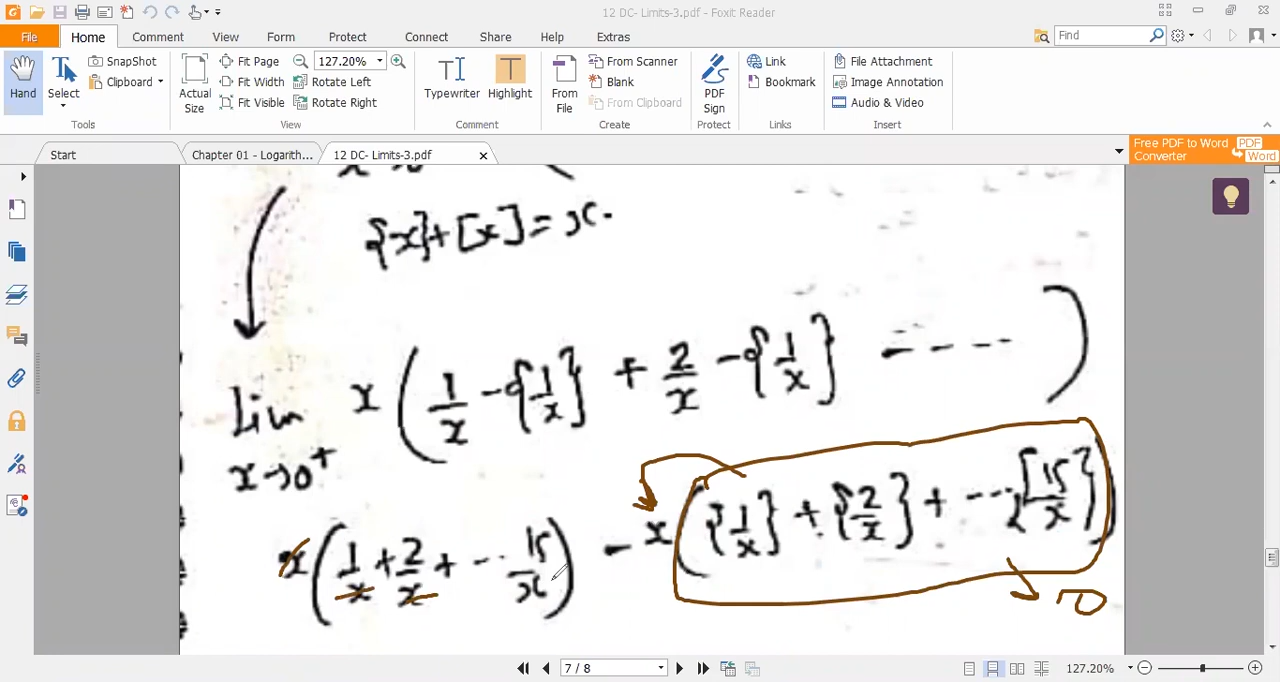 12 DC- Limits-3.pdf - Foxit Reader
File Home Comment View Form Protect Connect Share Help Extras Find
SnapShot Fit Page 127.20% From Scanner Link File Attachment
Clipboard Fit Width Rotate Left Blank Bookmark Image Annotation
Hand Select Actual Size Fit Visible Rotate Right Typewriter Highlight From File From Clipboard PDF Sign Audio & Video
Tools View Comment Create Protect Links Insert
Start Chapter 01 - Logarith... 12 DC- Limits-3.pdf
Free PDF to Word Converter PDF Word
{x}+[x]=x.
Lim x→0⁺ x(1/x -{1/x} + 2/x -{1/x} - - - - - )
x(1/x + 2/x + -- 15/x) - x({1/x} + {2/x} + --- {15/x})
7 / 8 127.20%